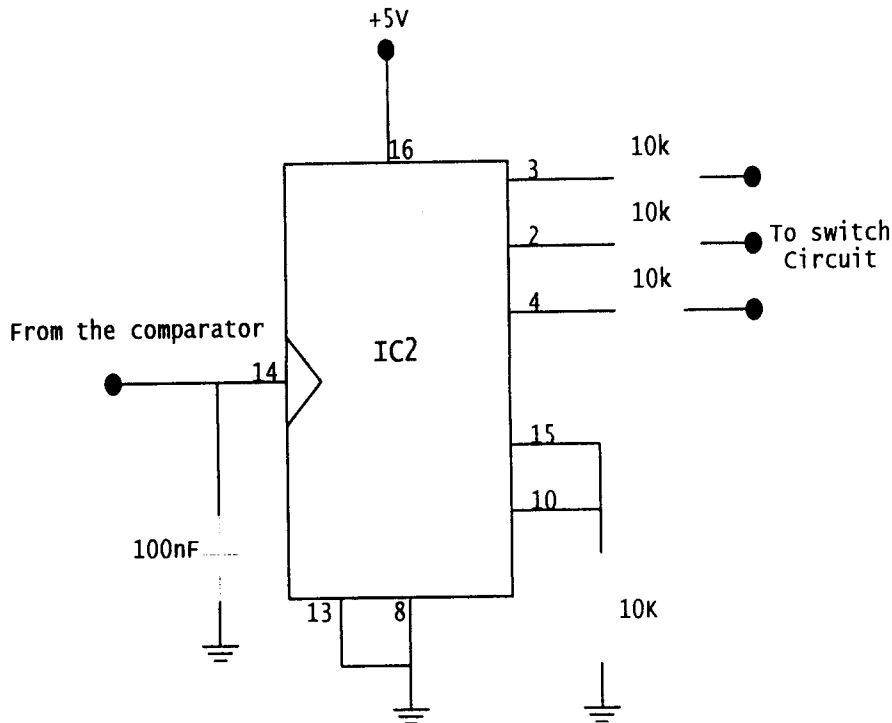 +5V
16
3
10k
2
10k
To switch
Circuit
4
10k
From the comparator
14
IC2
15
10
100nF
13
8
10K